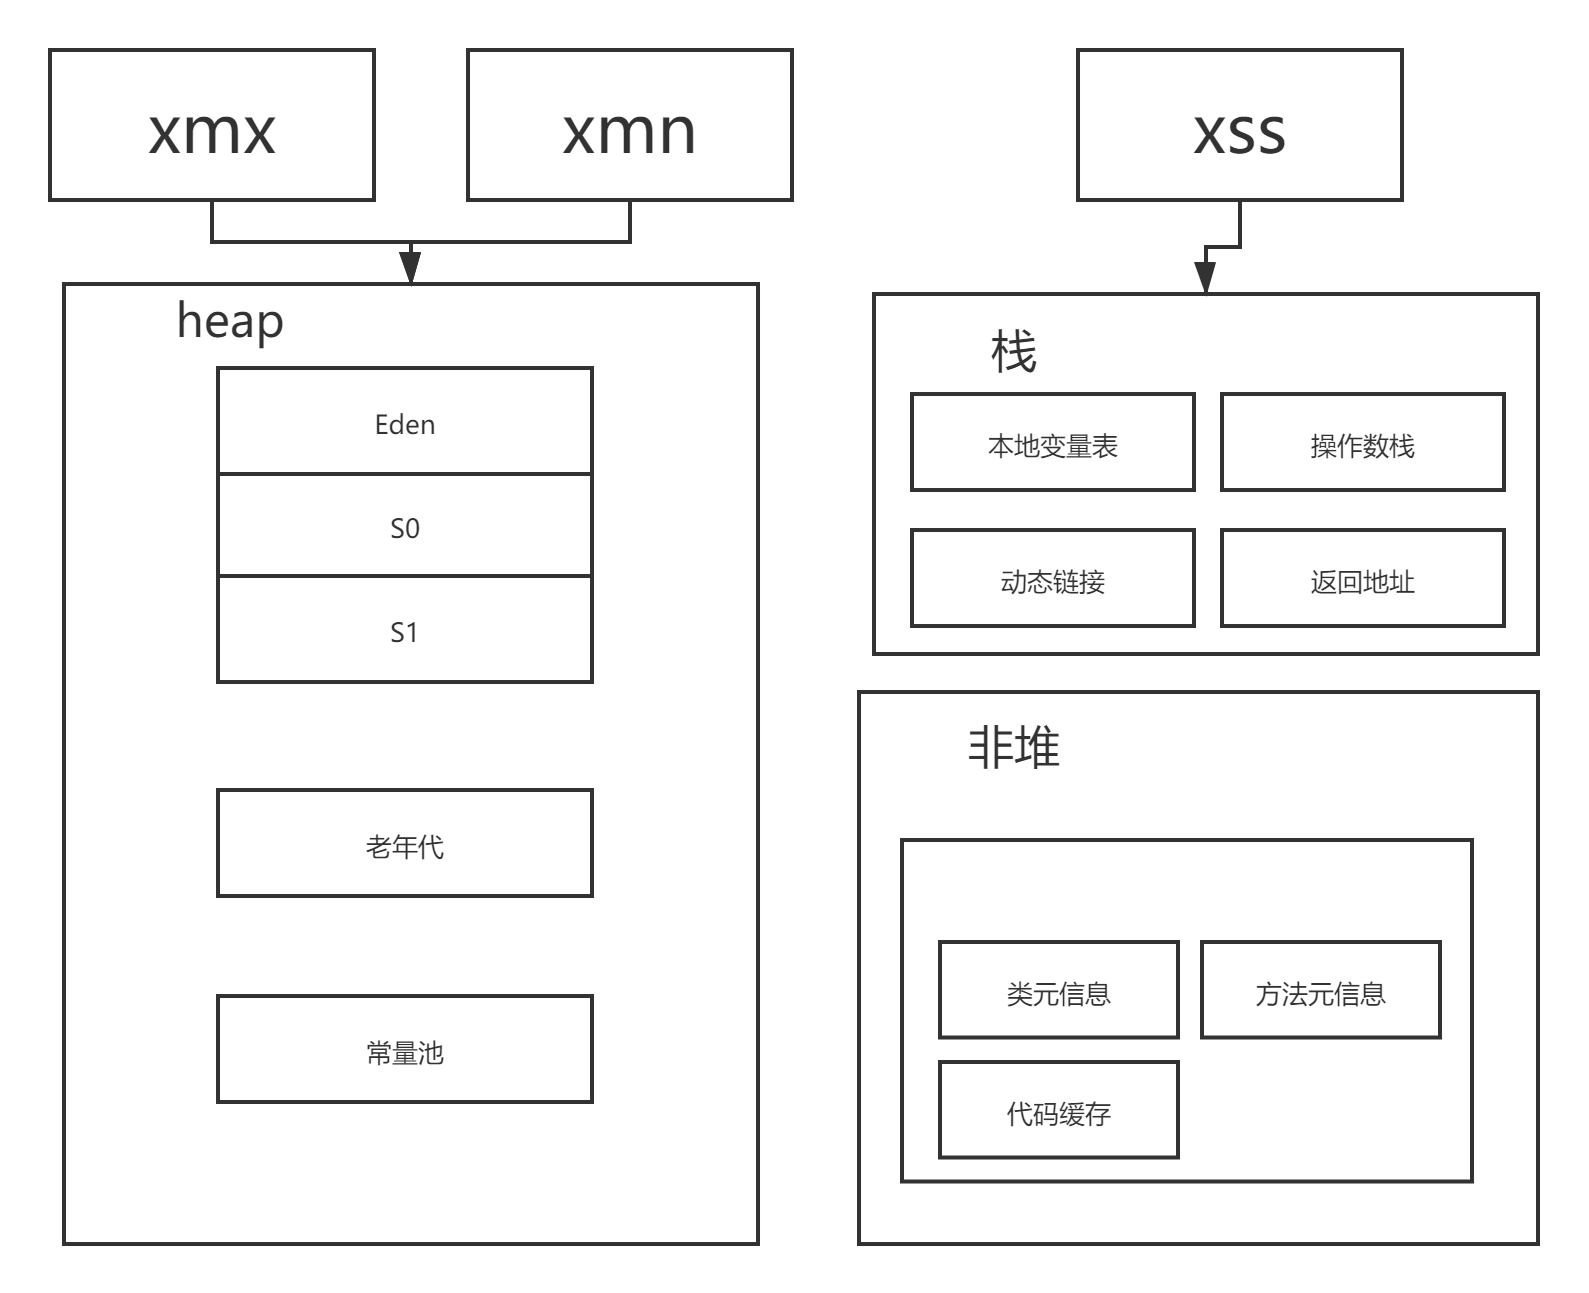 xmx
xmn
xss
heap
Eden
S0
S1
老年代
常量池
栈
本地变量表
操作数栈
动态链接
返回地址
非堆
类元信息
方法元信息
代码缓存